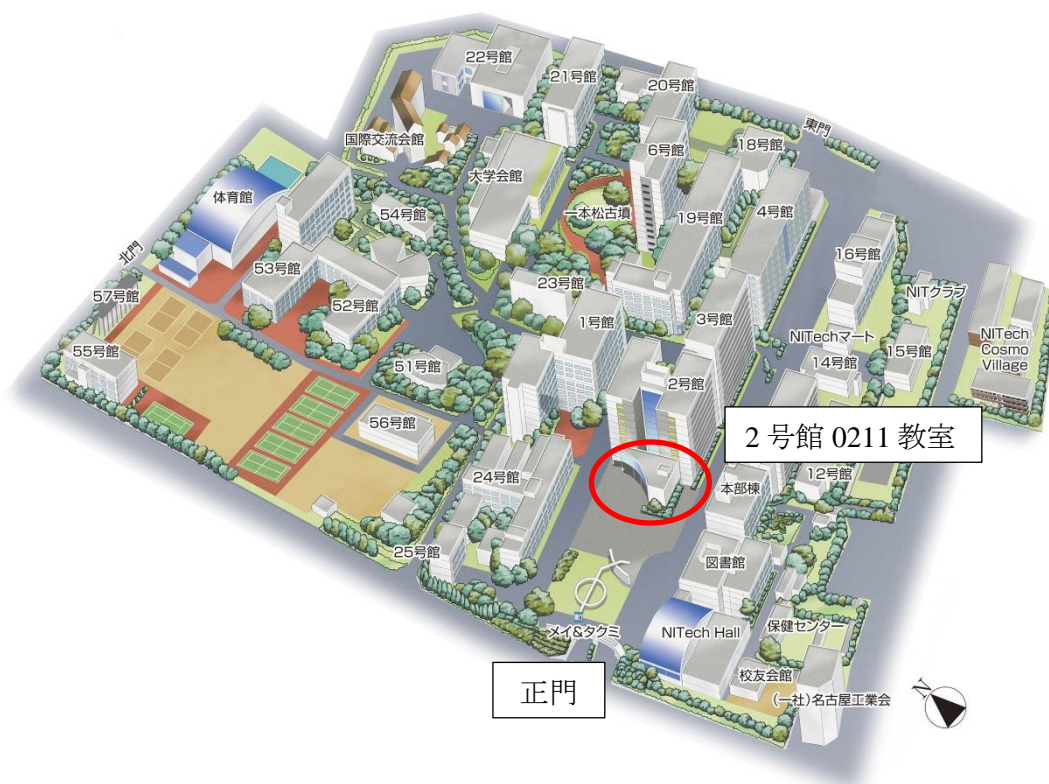 22号館
21号館
20号館
東門
国際交流会館
6号館
18号館
大学会館
体育館
一本松古墳
54号館
19号館
4号館
16号館
北門
53号館
23号館
NITクラブ
57号館
52号館
1号館
3号館
NITechマート
NITech
Cosmo
Village
55号館
51号館
14号館
15号館
2号館
56号館
2 号館 0211 教室
24号館
本部棟
12号館
25号館
図書館
メイ&タクミ
NITech Hall
保健センター
正門
校友会館
(一社)名古屋工業会
N